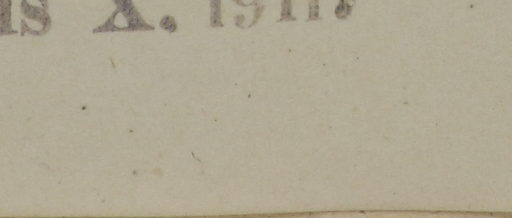 is X. 1911.